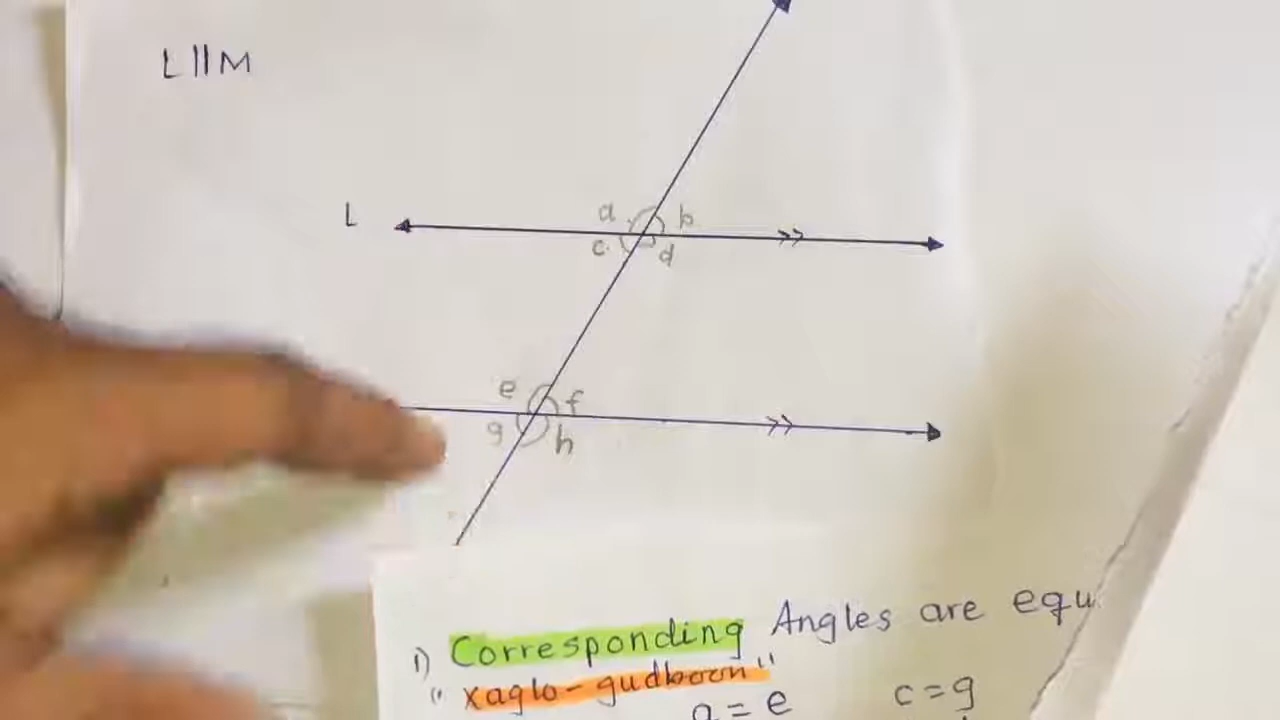 L||M
L
a b
c d
e f
g h
1) Corresponding Angles are equ
"xaglo-gudboon"
a = e c = g